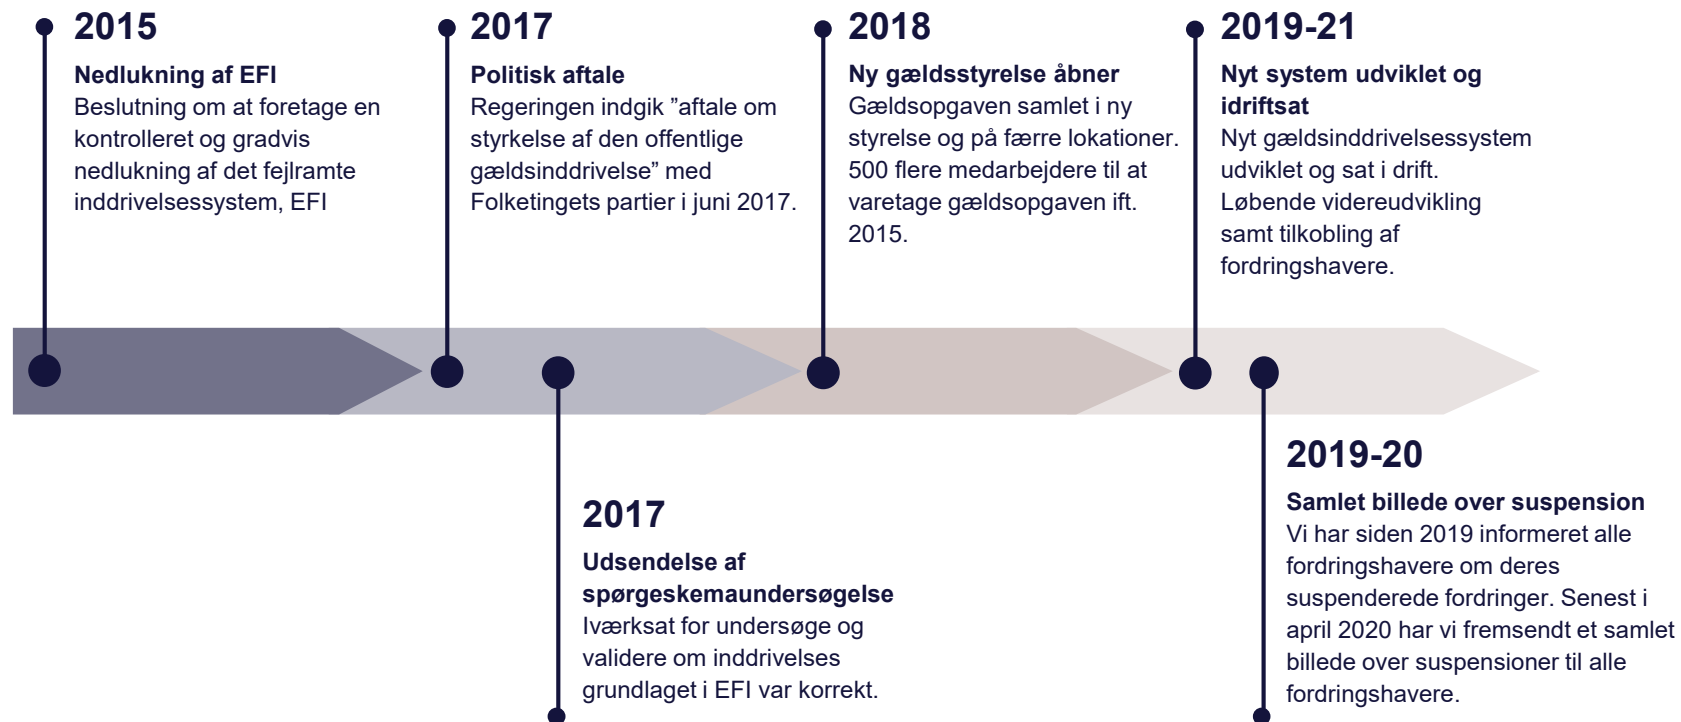 2015
Nedlukning af EFI
Beslutning om at foretage en
kontrolleret og gradvis
nedlukning af det fejlramte
inddrivelsessystem, EFI
2017
Politisk aftale
Regeringen indgik ”aftale om
styrkelse af den offentlige
gældsinddrivelse” med
Folketingets partier i juni 2017.
2018
Ny gældsstyrelse åbner
Gældsopgaven samlet i ny
styrelse og på færre lokationer.
500 flere medarbejdere til at
varetage gældsopgaven ift.
2015.
2019-21
Nyt system udviklet og
idriftsat
Nyt gældsinddrivelsessystem
udviklet og sat i drift.
Løbende videreudvikling
samt tilkobling af
fordringshavere.
2017
Udsendelse af
spørgeskemaundersøgelse
Iværksat for undersøge og
validere om inddrivelses
grundlaget i EFI var korrekt.
2019-20
Samlet billede over suspension
Vi har siden 2019 informeret alle
fordringshavere om deres
suspenderede fordringer. Senest i
april 2020 har vi fremsendt et samlet
billede over suspensioner til alle
fordringshavere.